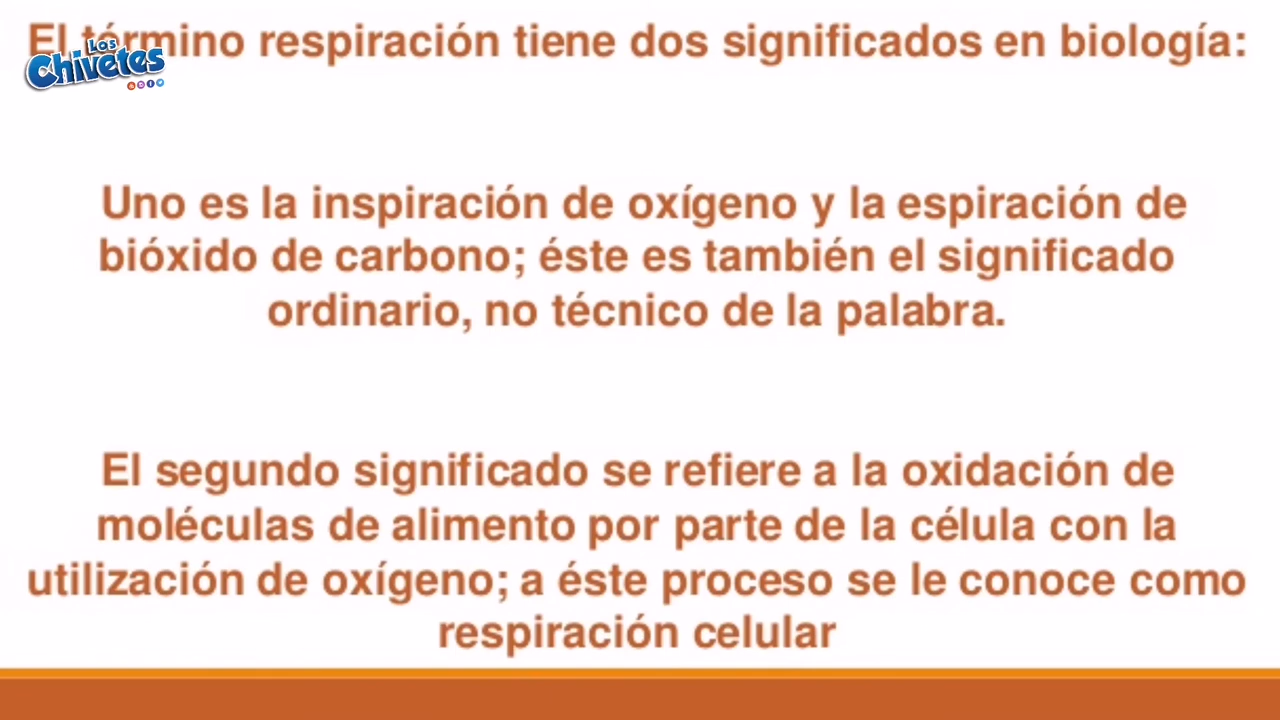 El término respiración tiene dos significados en biología:
Los
Chivetes
Uno es la inspiración de oxígeno y la espiración de
bióxido de carbono; éste es también el significado
ordinario, no técnico de la palabra.
El segundo significado se refiere a la oxidación de
moléculas de alimento por parte de la célula con la
utilización de oxígeno; a éste proceso se le conoce como
respiración celular